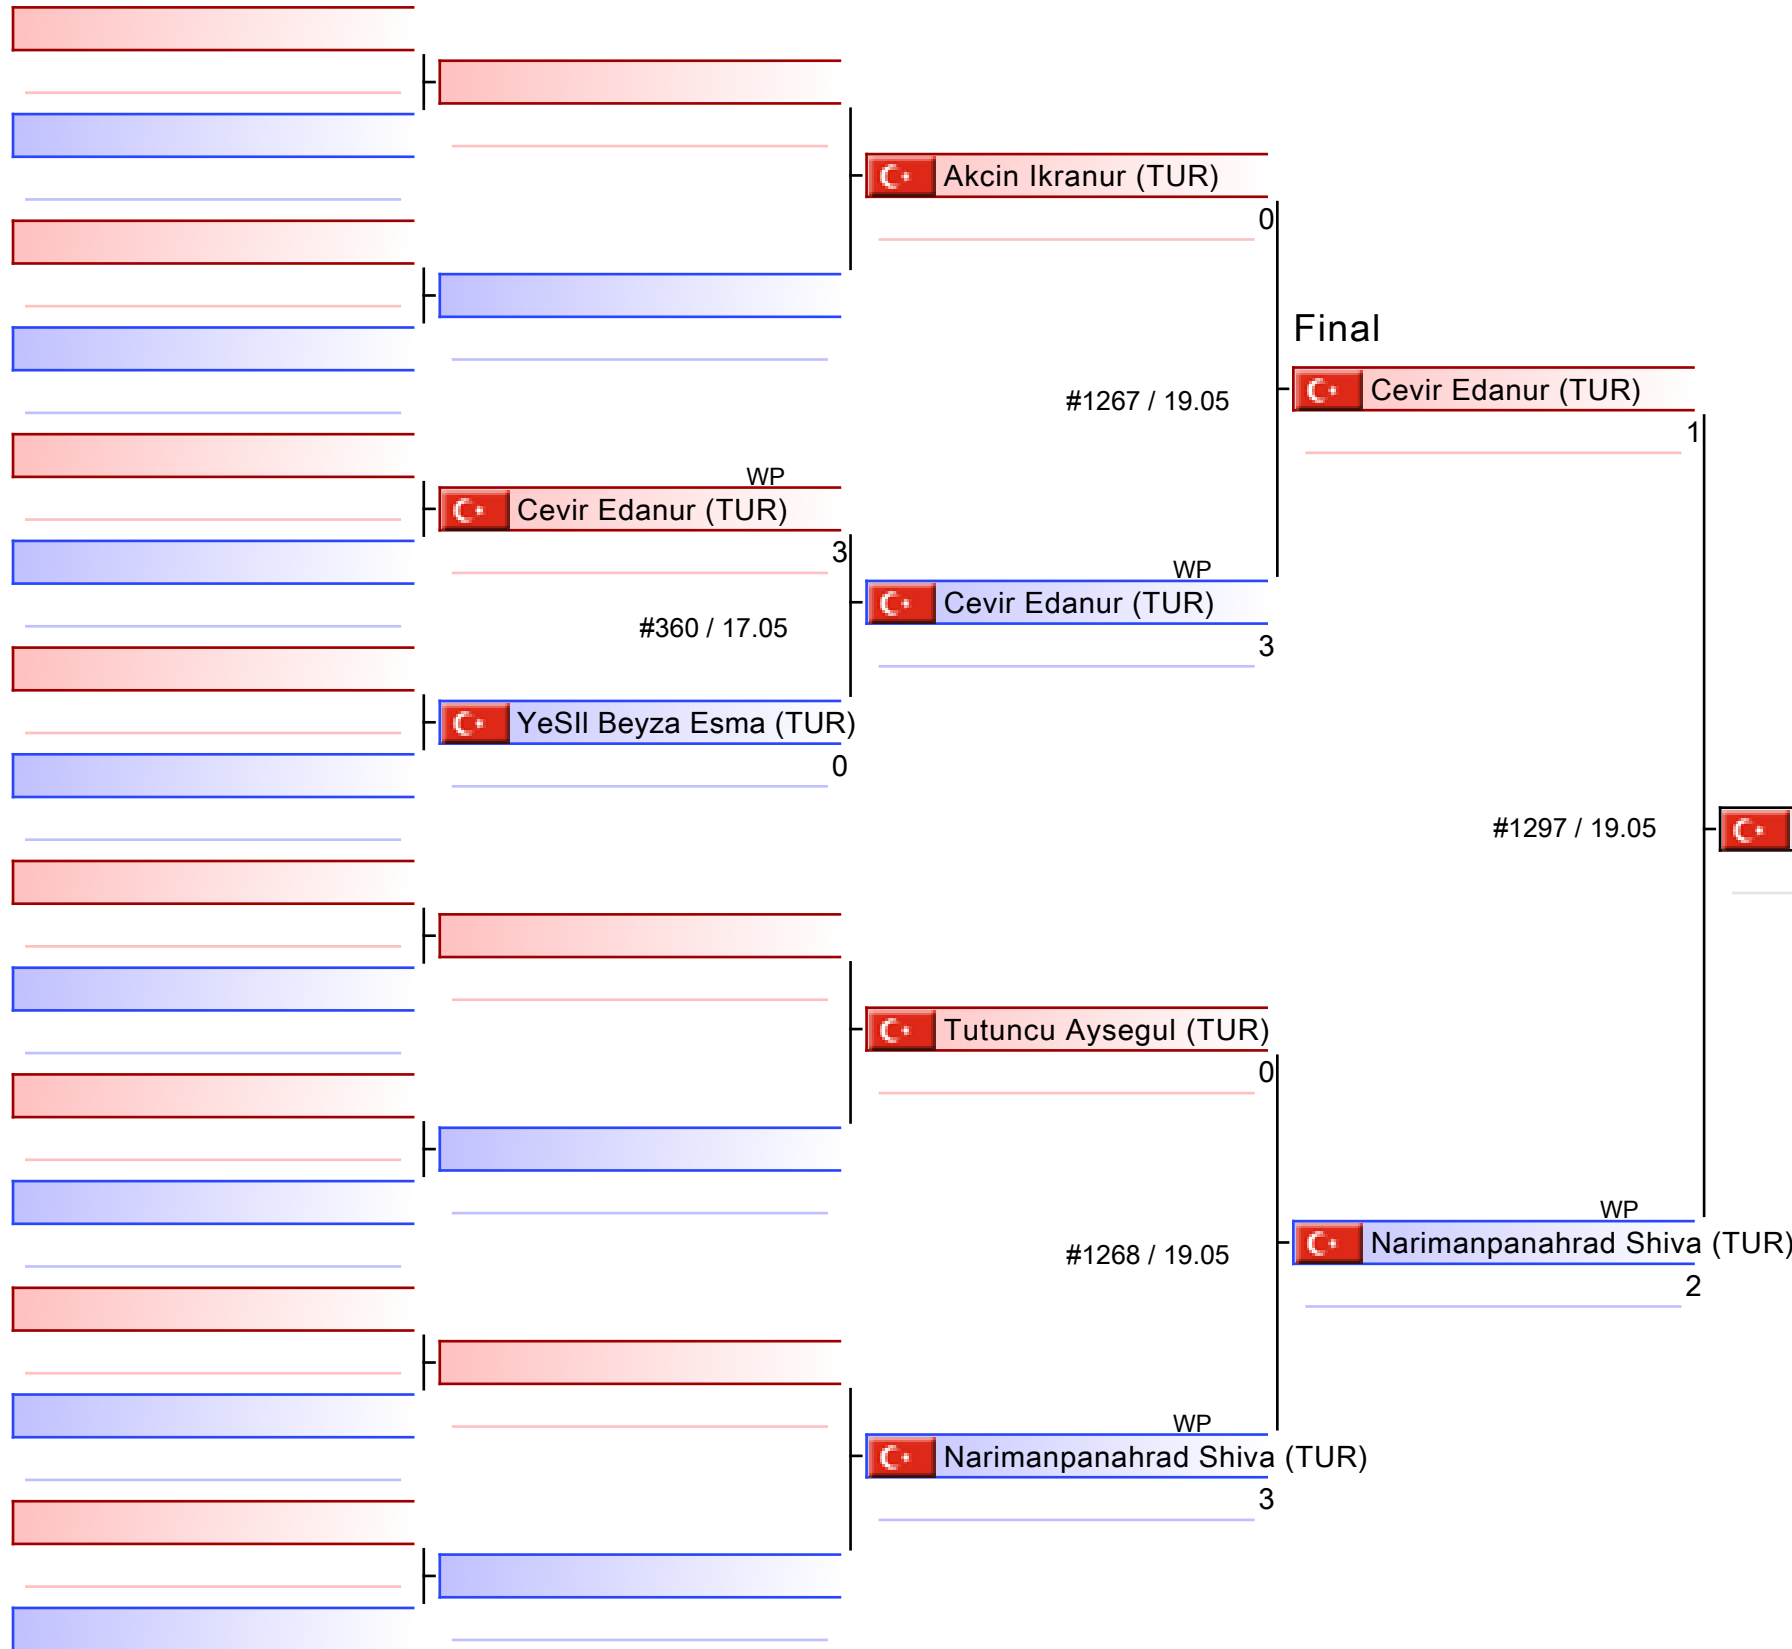 Akcin Ikranur (TUR)
0
Final
#1267 / 19.05
Cevir Edanur (TUR)
1
WP
Cevir Edanur (TUR)
3
WP
Cevir Edanur (TUR)
3
#360 / 17.05
YeSIl Beyza Esma (TUR)
0
#1297 / 19.05
Tutuncu Aysegul (TUR)
0
WP
#1268 / 19.05
Narimanpanahrad Shiva (TUR)
2
WP
Narimanpanahrad Shiva (TUR)
3